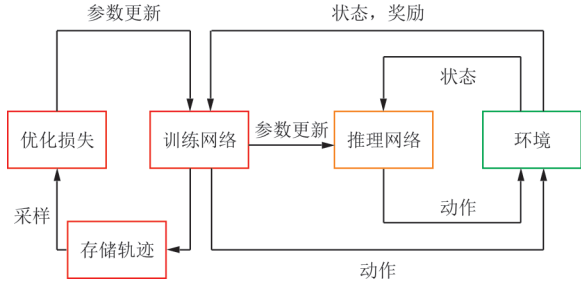 参数更新
状态，奖励
状态
优化损失
训练网络
参数更新
推理网络
环境
采样
动作
存储轨迹
动作